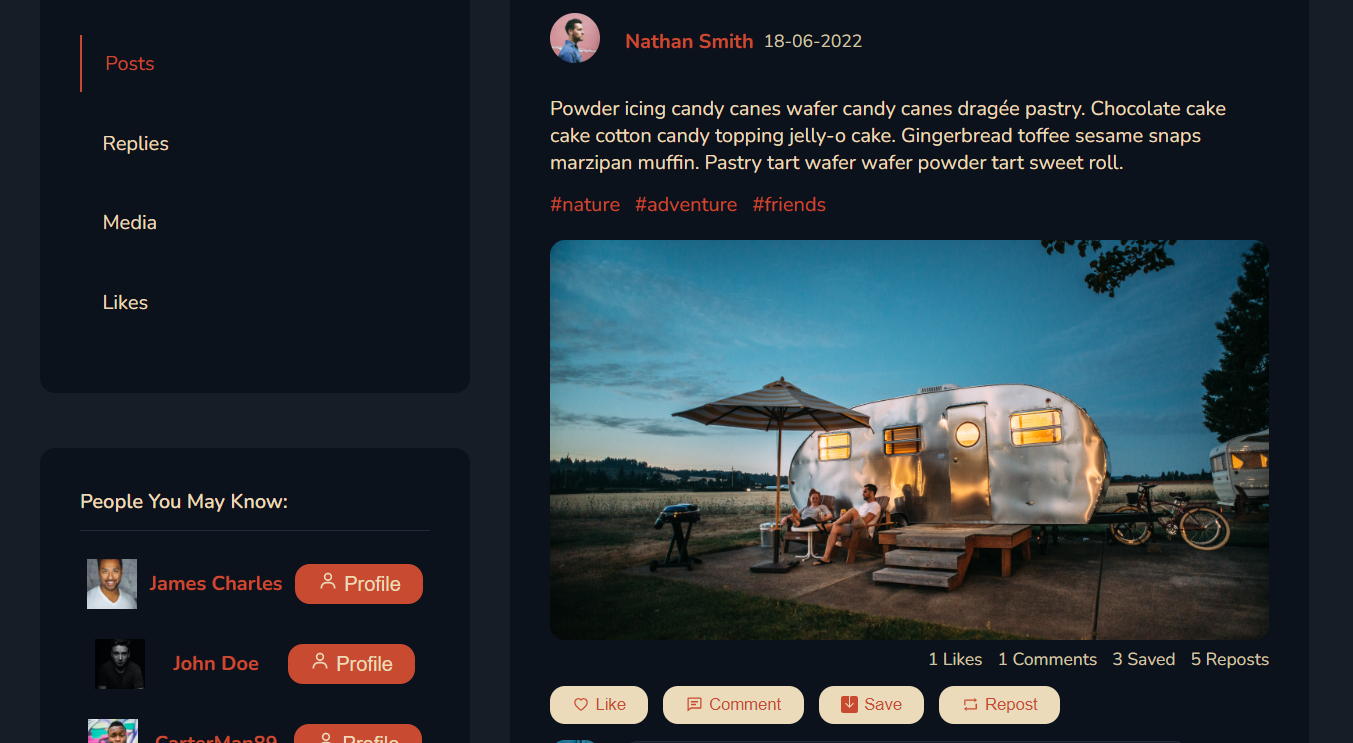 Posts
Replies
Media
Likes
People You May Know:
James Charles
Profile
John Doe
Profile
CarterMan89
Profile
Nathan Smith 18-06-2022
Powder icing candy canes wafer candy canes dragée pastry. Chocolate cake
cake cotton candy topping jelly-o cake. Gingerbread toffee sesame snaps
marzipan muffin. Pastry tart wafer wafer powder tart sweet roll.
#nature #adventure #friends
1 Likes 1 Comments 3 Saved 5 Reposts
Like Comment Save Repost